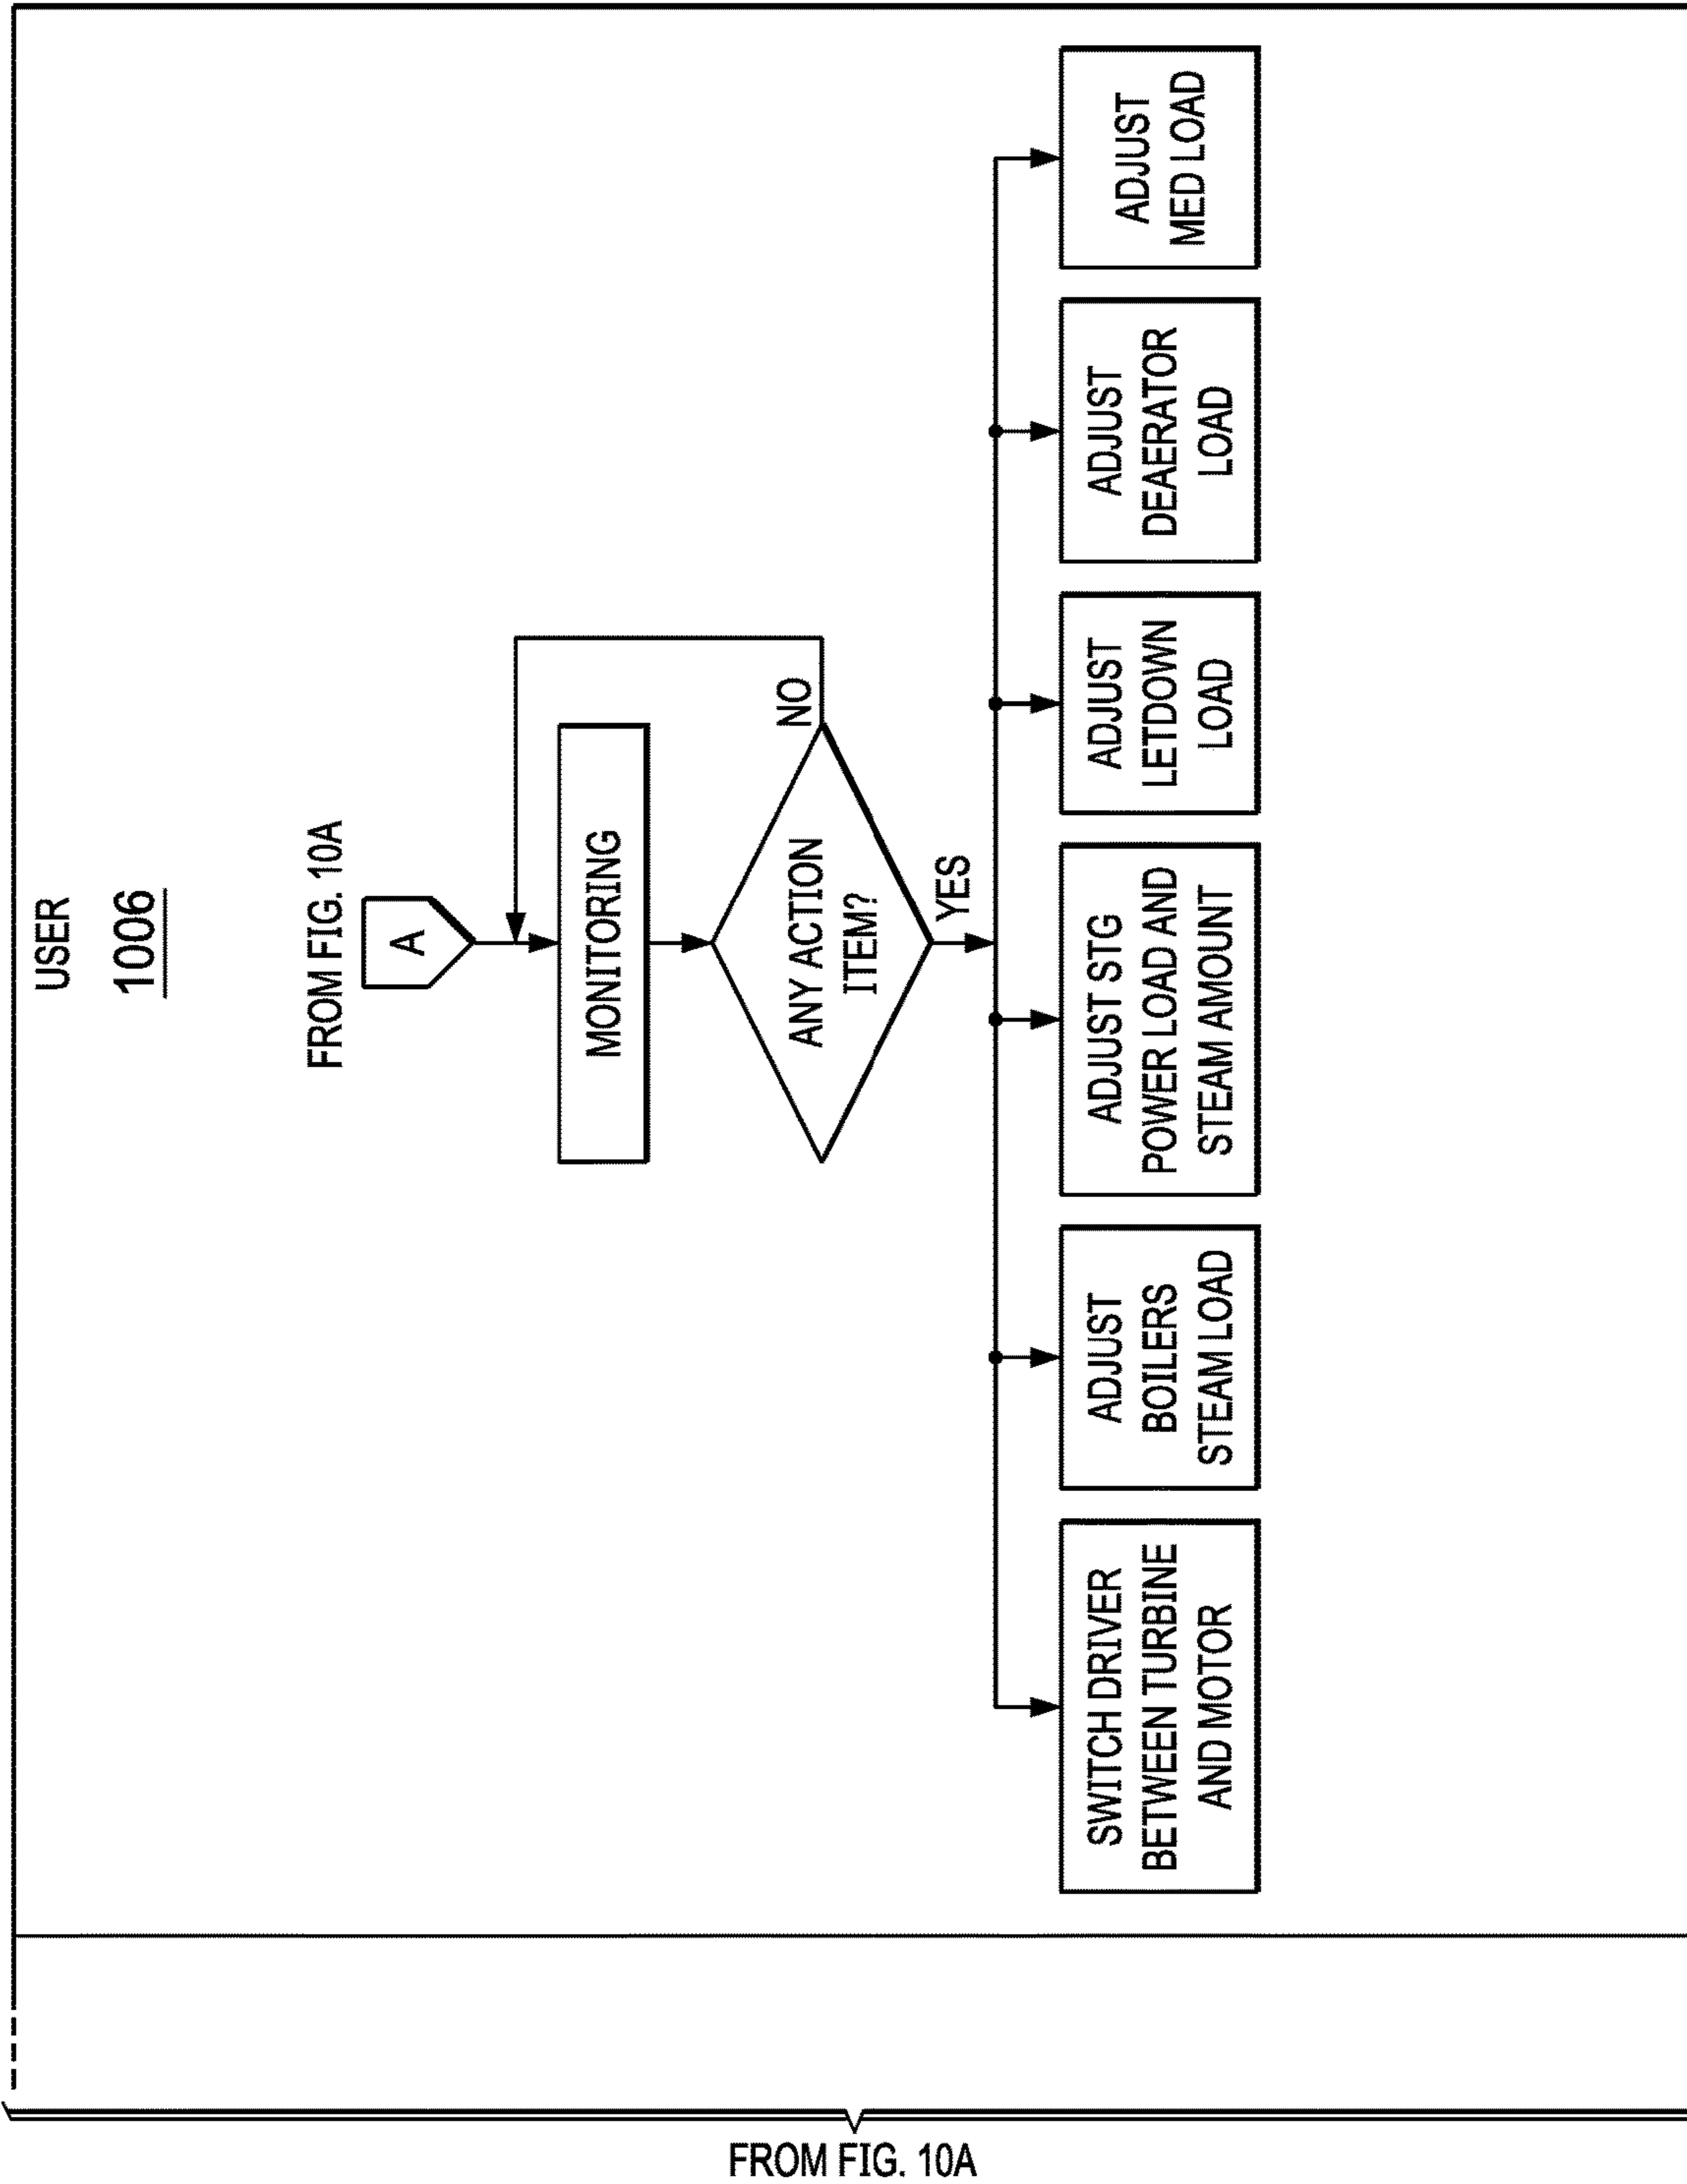 USER
1006
FROM FIG. 10A
A
MONITORING
ANY ACTION
ITEM?
NO
YES
SWITCH DRIVER
BETWEEN TURBINE
AND MOTOR
ADJUST
BOILERS
STEAM LOAD
ADJUST STG
POWER LOAD AND
STEAM AMOUNT
ADJUST
LETDOWN
LOAD
ADJUST
DEAERATOR
LOAD
ADJUST
MED LOAD
FROM FIG. 10A